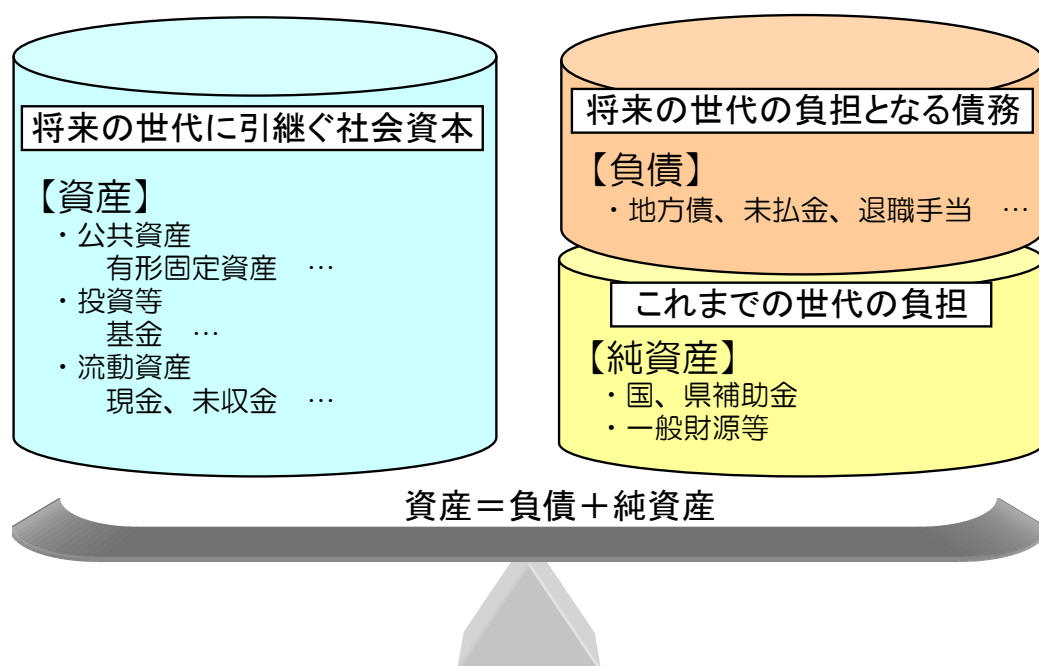 将来の世代に引継ぐ社会資本
【資産】
・公共資産
有形固定資産 …
・投資等
基金 …
・流動資産
現金、未収金 …
将来の世代の負担となる債務
【負債】
・地方債、未払金、退職手当 …
これまでの世代の負担
【純資産】
・国、県補助金
・一般財源等
資産＝負債＋純資産